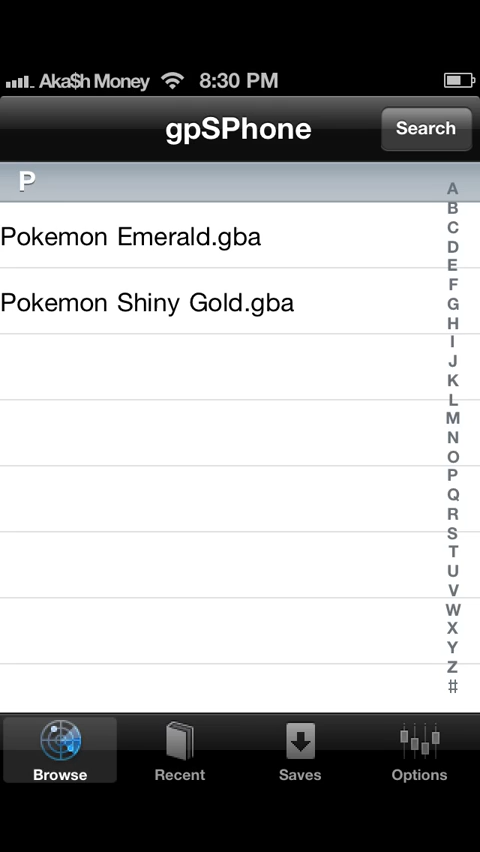 Aka$h Money 8:30 PM
gpSPhone Search
P
Pokemon Emerald.gba
Pokemon Shiny Gold.gba
A
B
C
D
E
F
G
H
I
J
K
L
M
N
O
P
Q
R
S
T
U
V
W
X
Y
Z
#
Browse Recent Saves Options